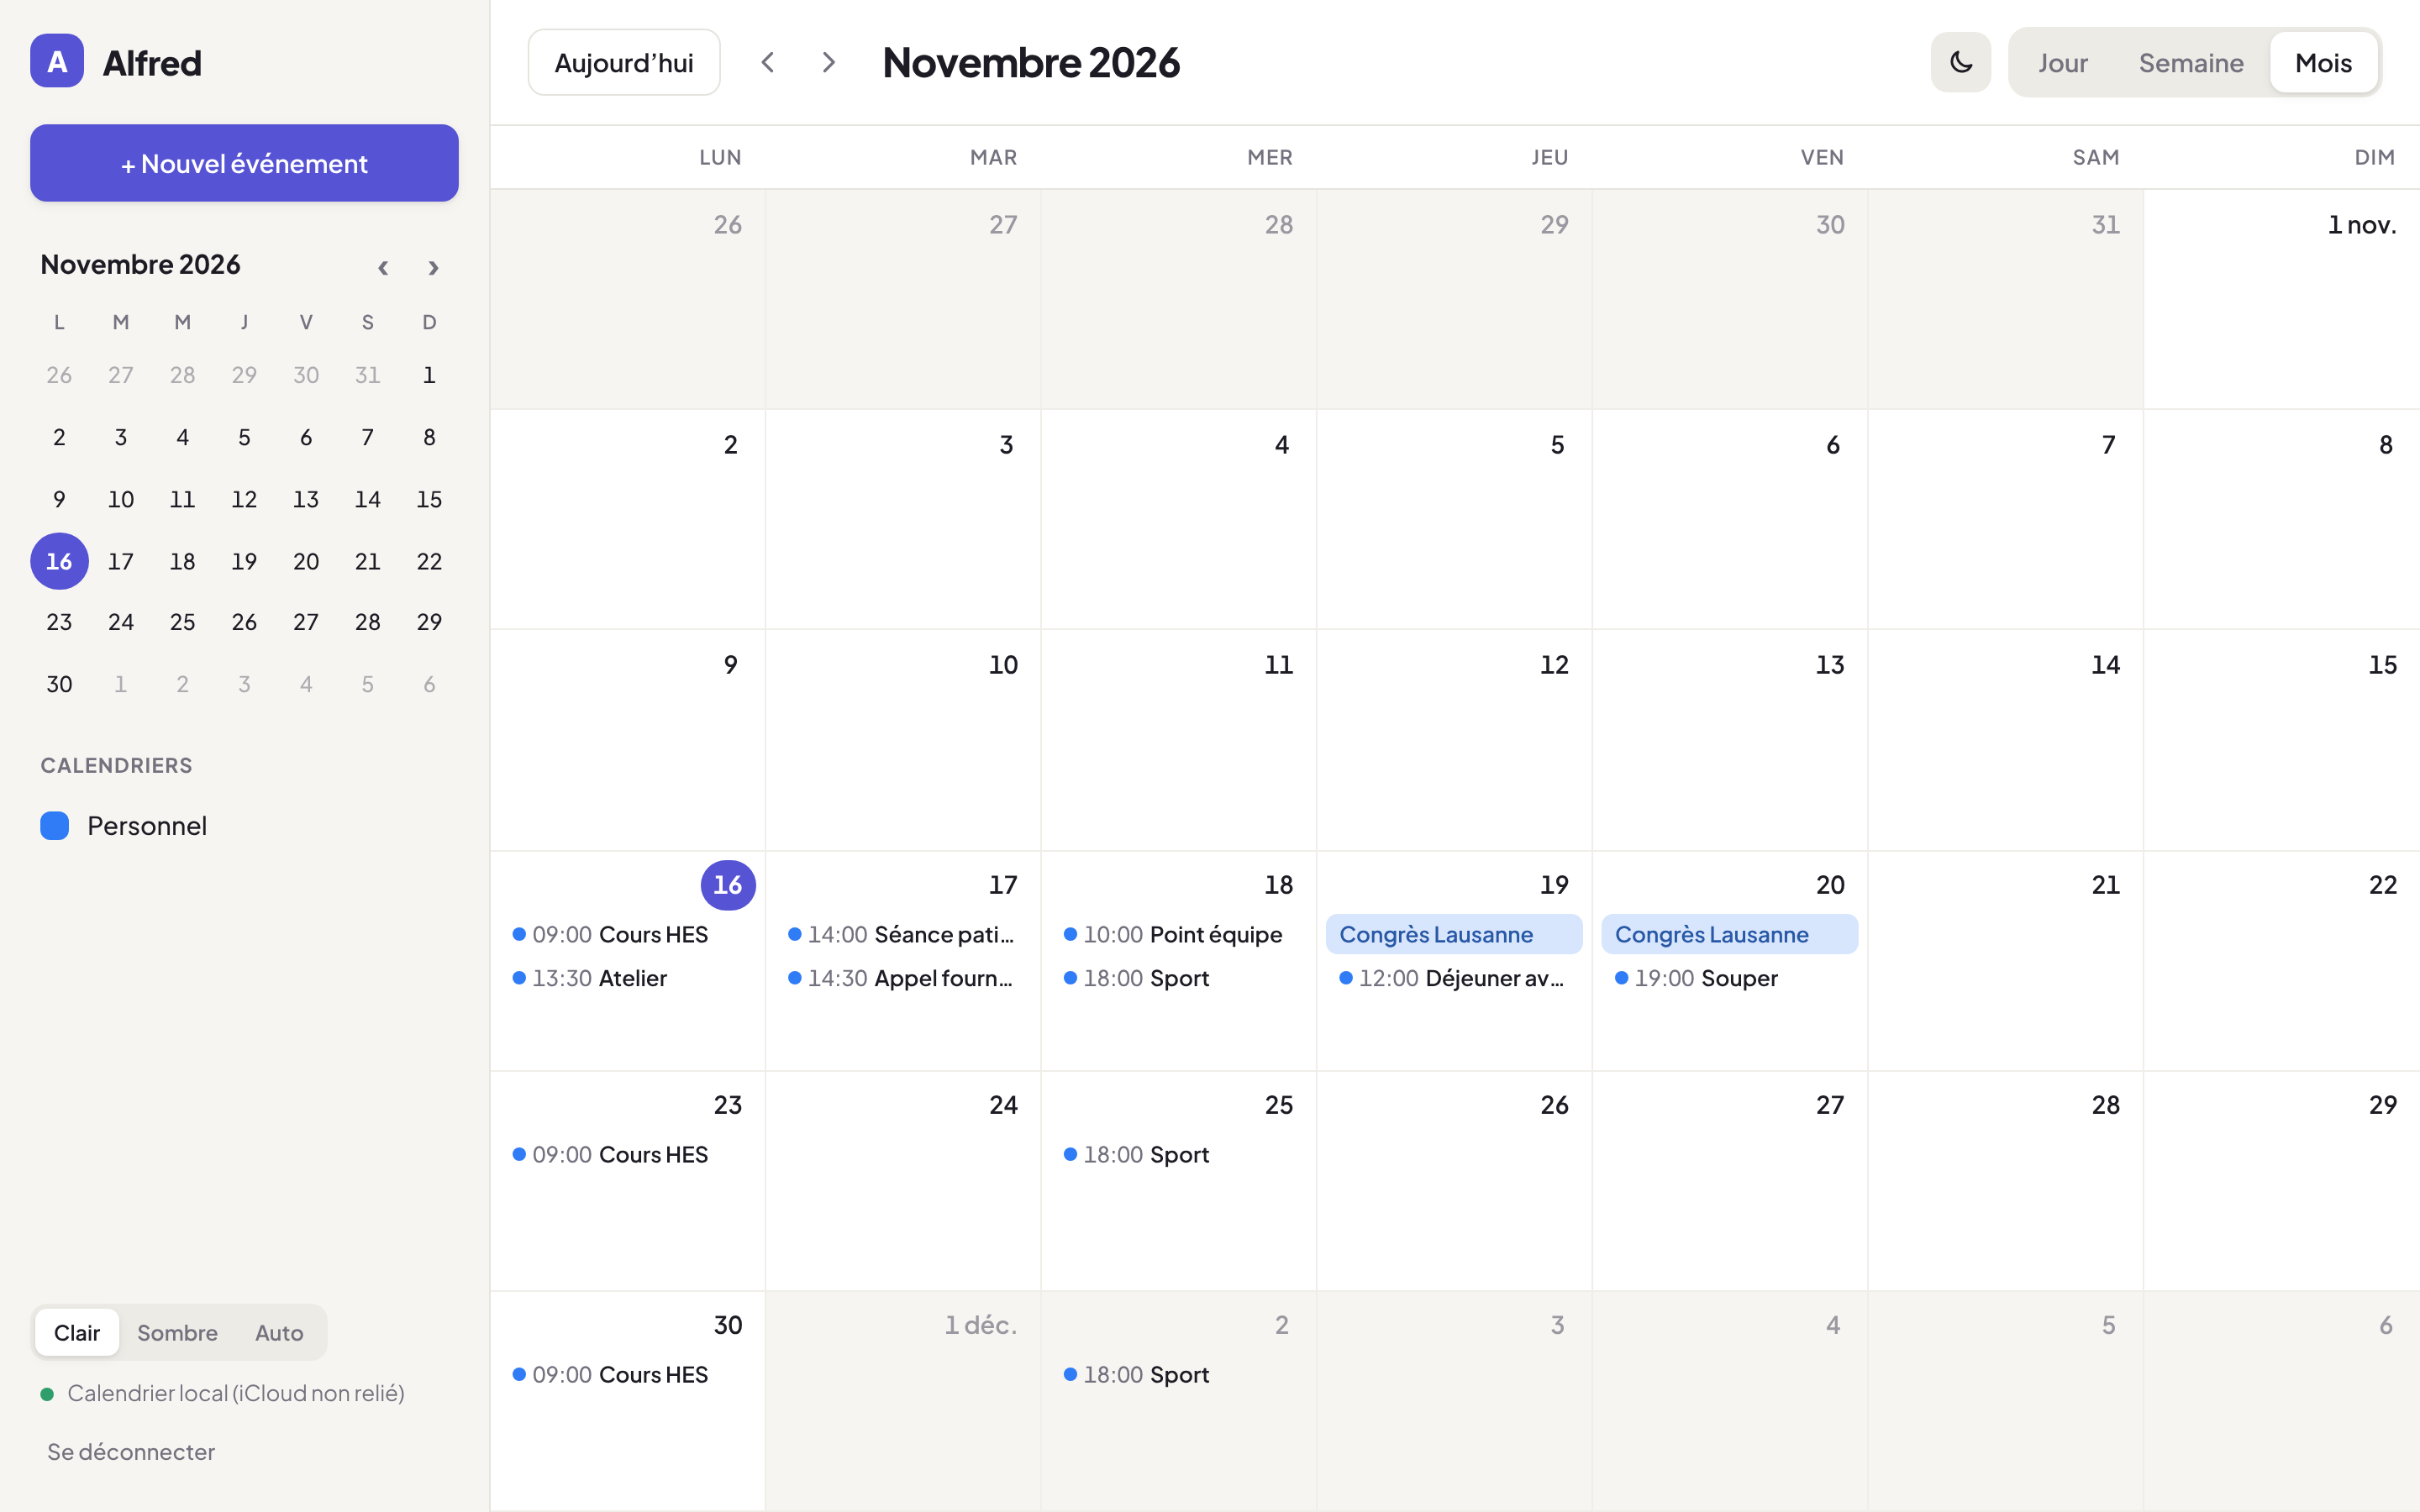 A Alfred
+ Nouvel événement
Novembre 2026 ‹ ›
L M M J V S D
26 27 28 29 30 31 1
2 3 4 5 6 7 8
9 10 11 12 13 14 15
16 17 18 19 20 21 22
23 24 25 26 27 28 29
30 1 2 3 4 5 6
CALENDRIERS
Personnel
Clair Sombre Auto
Calendrier local (iCloud non relié)
Se déconnecter
Aujourd’hui Novembre 2026 Jour Semaine Mois
LUN MAR MER JEU VEN SAM DIM
26 27 28 29 30 31 1 nov.
2 3 4 5 6 7 8
9 10 11 12 13 14 15
16 17 18 19 20 21 22
09:00 Cours HES 14:00 Séance pati… 10:00 Point équipe Congrès Lausanne Congrès Lausanne
13:30 Atelier 14:30 Appel fourn… 18:00 Sport 12:00 Déjeuner av… 19:00 Souper
23 24 25 26 27 28 29
09:00 Cours HES 18:00 Sport
30 1 déc. 2 3 4 5 6
09:00 Cours HES 18:00 Sport